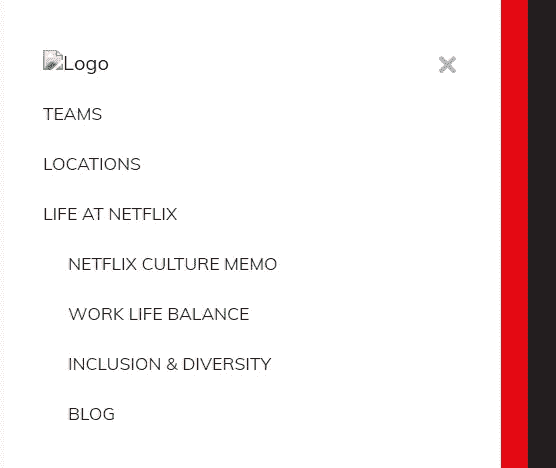 Logo
TEAMS
LOCATIONS
LIFE AT NETFLIX
NETFLIX CULTURE MEMO
WORK LIFE BALANCE
INCLUSION & DIVERSITY
BLOG